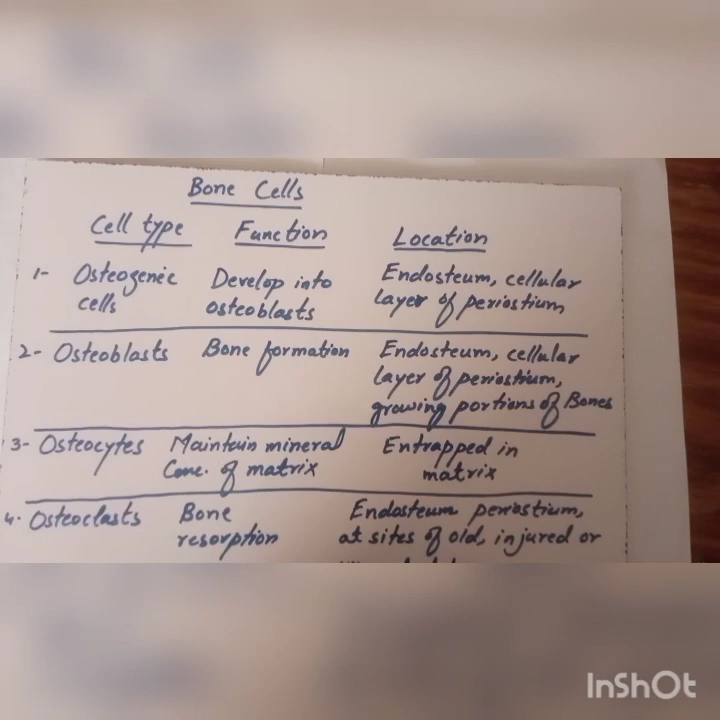 Bone Cells
Cell type Function Location
1- Osteogenic Develop into Endosteum, cellular
cells osteoblasts layer of periostium
2- Osteoblasts Bone formation Endosteum, cellular
layer of periostium,
growing portions of Bones
3- Osteocytes Maintain mineral Entrapped in
Conc. of matrix matrix
4. Osteoclasts Bone Endosteum periostium,
resorption at sites of old, injured or
InShOt